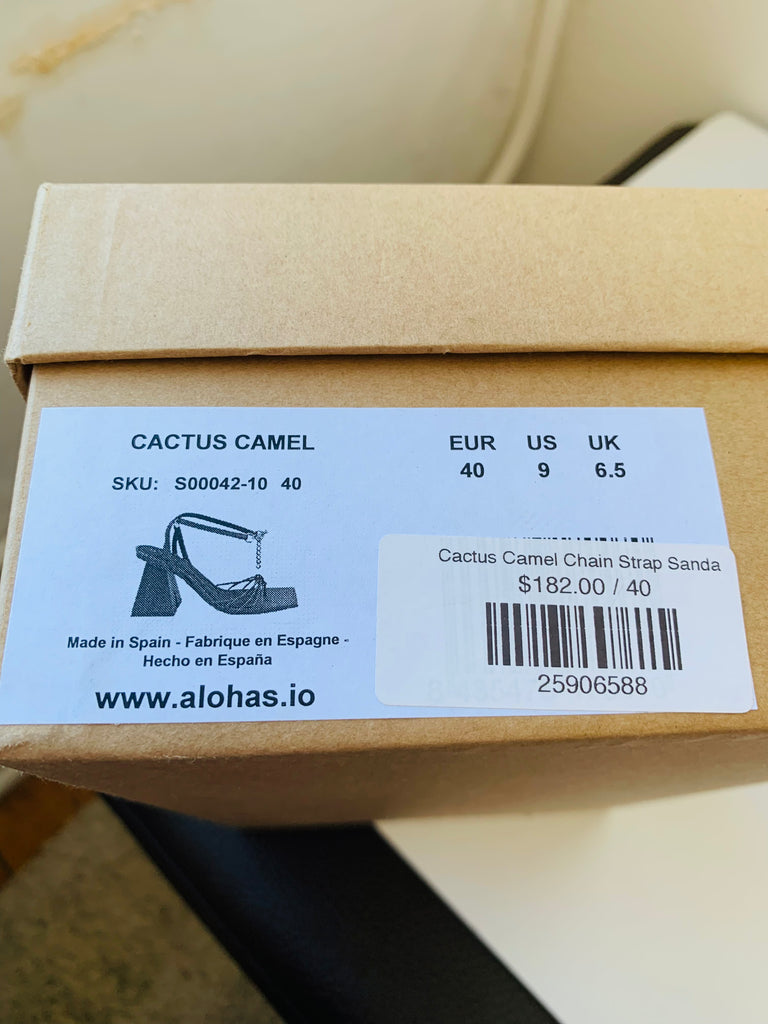 CACTUS CAMEL
SKU: S00042-10 40
EUR US UK
40 9 6.5
Made in Spain - Fabrique en Espagne -
Hecho en España
www.alohas.io
Cactus Camel Chain Strap Sanda
$182.00 / 40
25906588